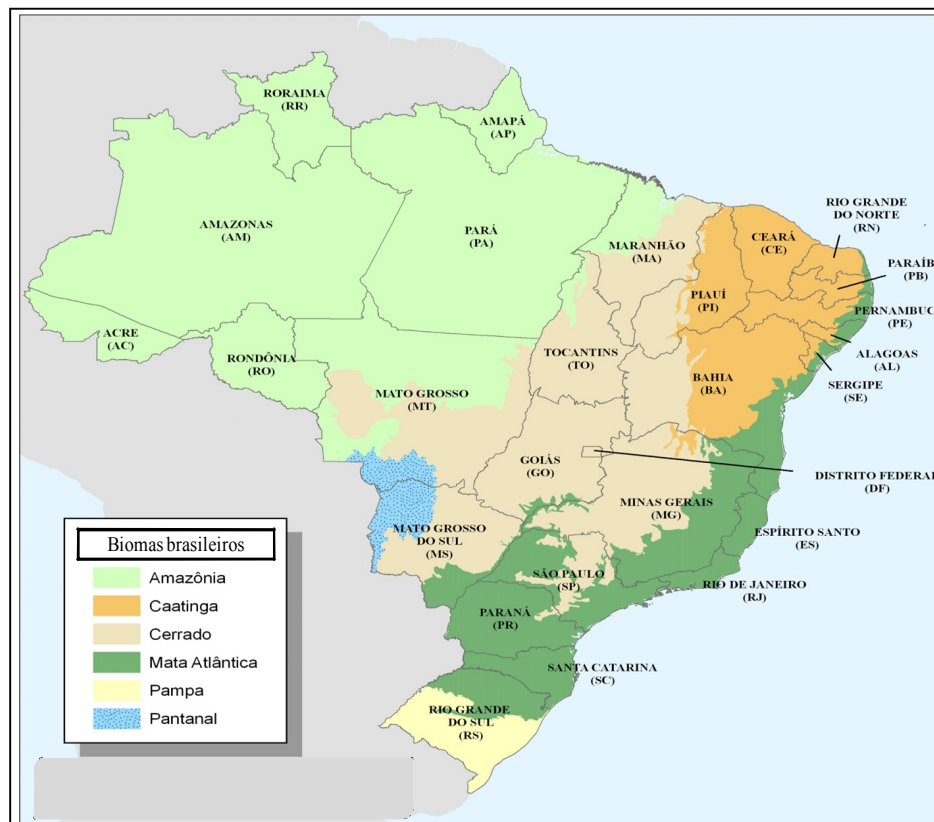 RORAIMA
(RR)
AMAPÁ
(AP)
AMAZONAS
(AM)
PARÁ
(PA)
MARANHÃO
(MA)
CEARÁ
(CE)
RIO GRANDE
DO NORTE
(RN)
PARAÍB
(PB)
PIAUÍ
(PI)
PERNAMBUC
(PE)
ACRE
(AC)
RONDÔNIA
(RO)
TOCANTINS
(TO)
ALAGOAS
(AL)
BAHIA
(BA)
SERGIPE
(SE)
MATO GROSSO
(MT)
GOIÁS
(GO)
DISTRITO FEDERAL
(DF)
MINAS GERAIS
(MG)
MATO GROSSO
DO SUL
(MS)
ESPÍRITO SANTO
(ES)
SÃO PAULO
(SP)
RIO DE JANEIRO
(RJ)
PARANÁ
(PR)
SANTA CATARINA
(SC)
RIO GRANDE
DO SUL
(RS)
Biomas brasileiros
Amazônia
Caatinga
Cerrado
Mata Atlântica
Pampa
Pantanal